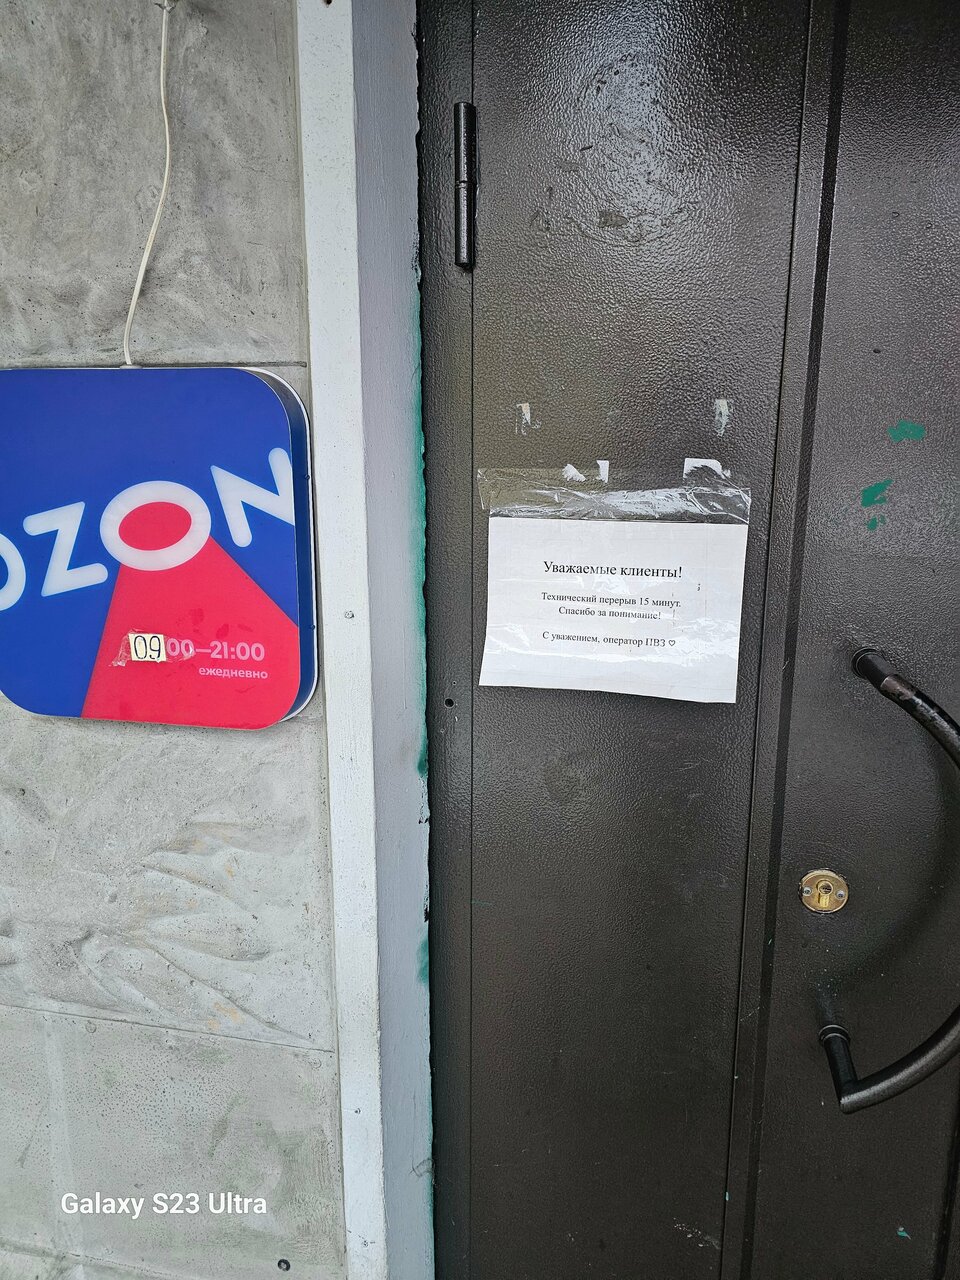 OZON
09:00—21:00
ежедневно
Уважаемые клиенты!
Технический перерыв 15 минут.
Спасибо за понимание!
С уважением, оператор ПВЗ ♡
Galaxy S23 Ultra